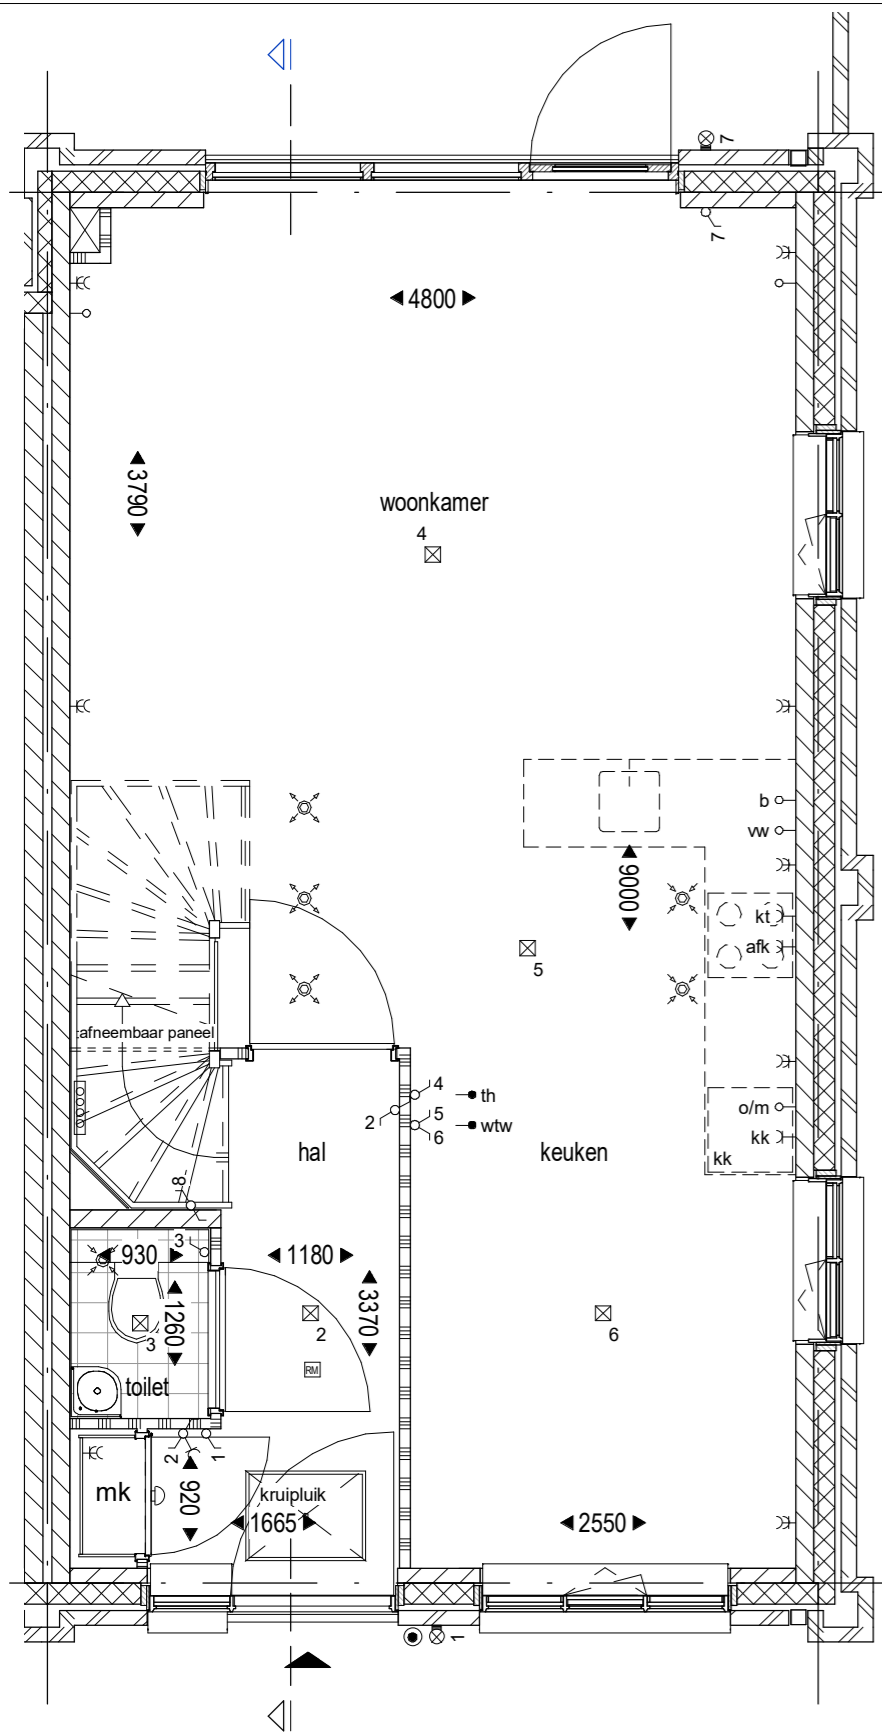 7
7
4800
3790
woonkamer
4
b
vw
9000
kt
afk
5
afneembaar paneel
4
th
5
2
wtw
6
o/m
kk
kk
hal
keuken
8
3
930
1180
1260
3370
3
2
6
RM
toilet
2
1
mk
920
kruipluik
1665
2550
1